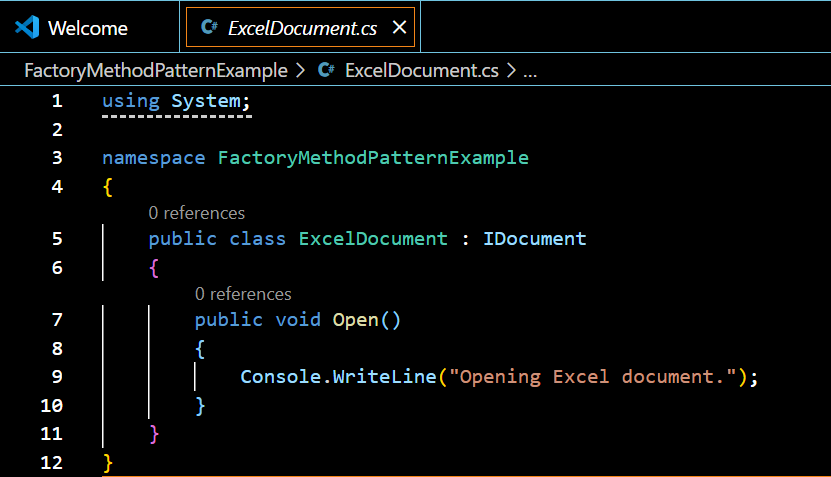 Welcome C# ExcelDocument.cs
FactoryMethodPatternExample > C# ExcelDocument.cs > ...
1 using System;
2
3 namespace FactoryMethodPatternExample
4 {
0 references
5 public class ExcelDocument : IDocument
6 {
0 references
7 public void Open()
8 {
9 Console.WriteLine("Opening Excel document.");
10 }
11 }
12 }